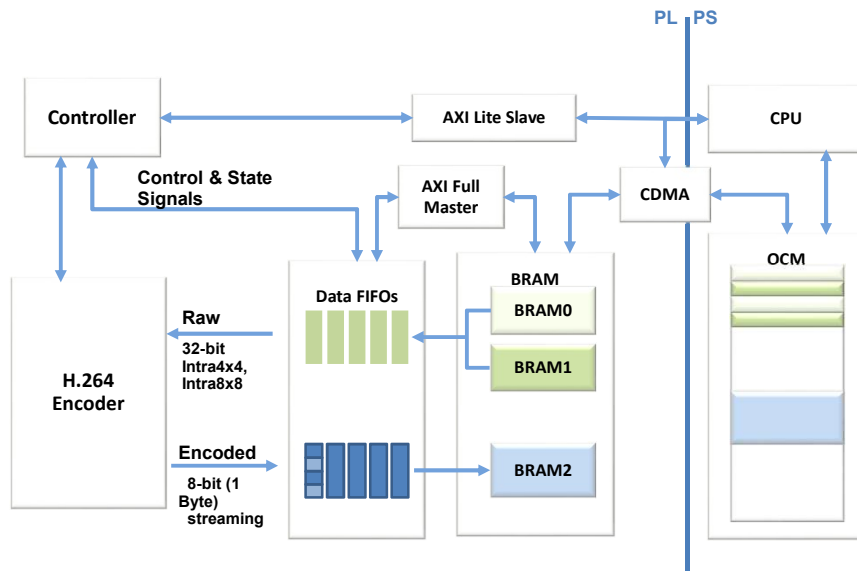 PL PS
Controller
AXI Lite Slave
CPU
Control & State
Signals
AXI Full
Master
CDMA
OCM
BRAM
Data FIFOs
BRAM0
Raw
32-bit
Intra4x4,
Intra8x8
BRAM1
H.264
Encoder
Encoded
8-bit (1
Byte)
streaming
BRAM2